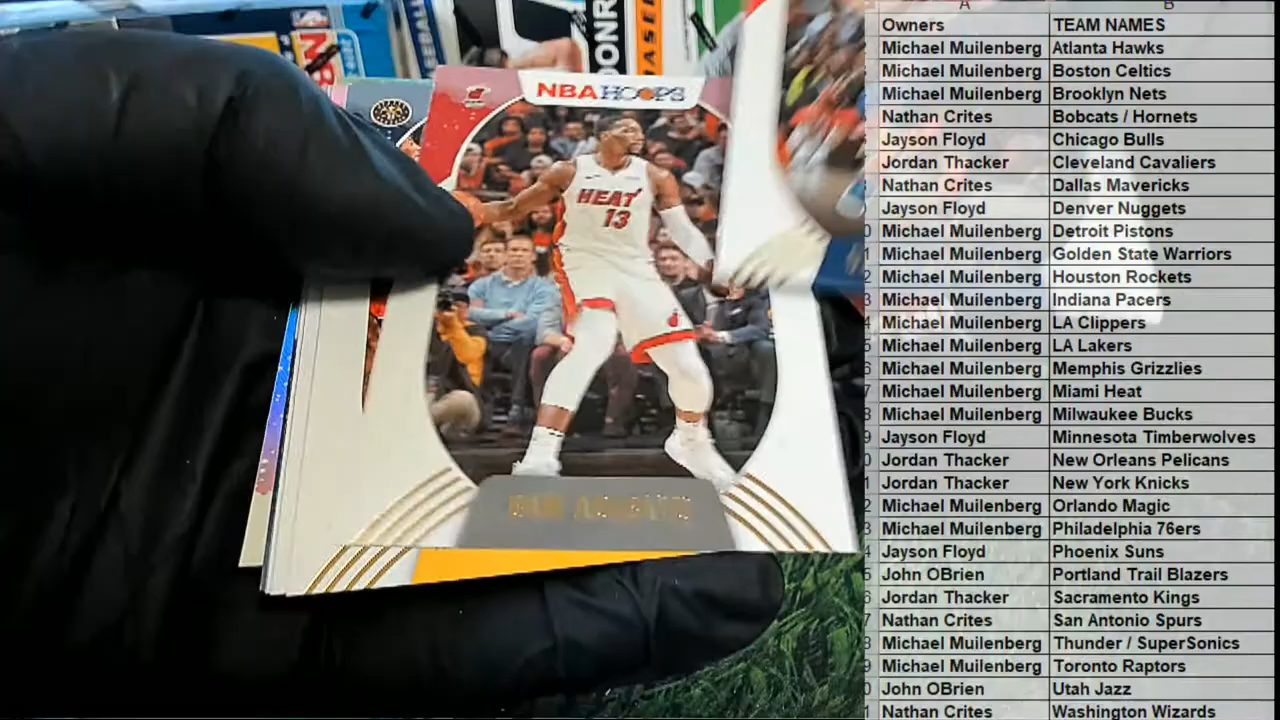 NBA HOOPS
HEAT
13
DONR
A B
Owners TEAM NAMES
Michael Muilenberg Atlanta Hawks
Michael Muilenberg Boston Celtics
Michael Muilenberg Brooklyn Nets
Nathan Crites Bobcats / Hornets
Jayson Floyd Chicago Bulls
Jordan Thacker Cleveland Cavaliers
Nathan Crites Dallas Mavericks
Jayson Floyd Denver Nuggets
Michael Muilenberg Detroit Pistons
Michael Muilenberg Golden State Warriors
Michael Muilenberg Houston Rockets
Michael Muilenberg Indiana Pacers
Michael Muilenberg LA Clippers
Michael Muilenberg LA Lakers
Michael Muilenberg Memphis Grizzlies
Michael Muilenberg Miami Heat
Michael Muilenberg Milwaukee Bucks
Jayson Floyd Minnesota Timberwolves
Jordan Thacker New Orleans Pelicans
Jordan Thacker New York Knicks
Michael Muilenberg Orlando Magic
Michael Muilenberg Philadelphia 76ers
Jayson Floyd Phoenix Suns
John OBrien Portland Trail Blazers
Jordan Thacker Sacramento Kings
Nathan Crites San Antonio Spurs
Michael Muilenberg Thunder / SuperSonics
Michael Muilenberg Toronto Raptors
John OBrien Utah Jazz
Nathan Crites Washington Wizards